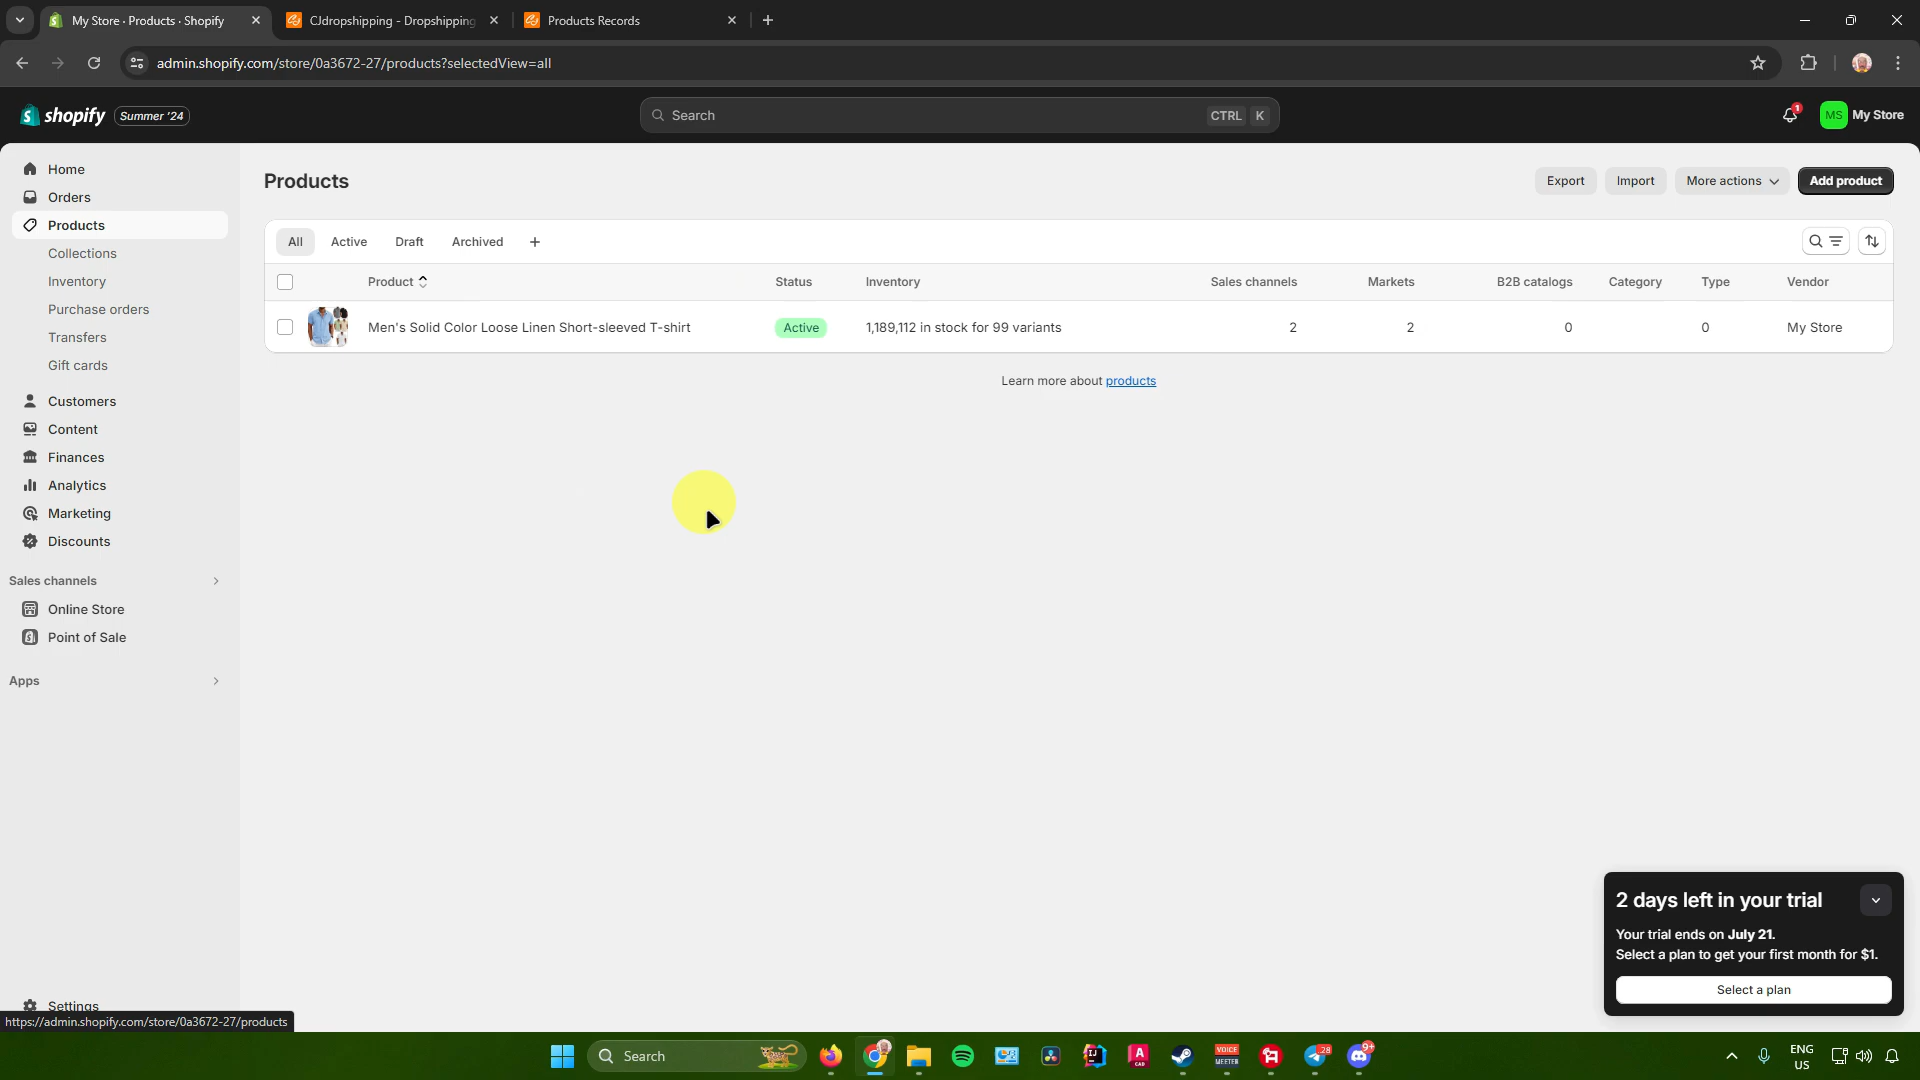 My Store · Products · Shopify
CJdropshipping - Dropshipping
Products Records
admin.shopify.com/store/0a3672-27/products?selectedView=all
shopify
Summer '24
Search
CTRL K
1
MS
My Store
Home
Orders
Products
Collections
Inventory
Purchase orders
Transfers
Gift cards
Customers
Content
Finances
Analytics
Marketing
Discounts
Sales channels
Online Store
Point of Sale
Apps
Settings
https://admin.shopify.com/store/0a3672-27/products
Products
Export
Import
More actions
Add product
All
Active
Draft
Archived
Product
Status
Inventory
Sales channels
Markets
B2B catalogs
Category
Type
Vendor
Men's Solid Color Loose Linen Short-sleeved T-shirt
Active
1,189,112 in stock for 99 variants
2
2
0
0
My Store
Learn more about products
2 days left in your trial
Your trial ends on July 21.
Select a plan to get your first month for $1.
Select a plan
Search
IJ
A
CAD
VOICE
MEETER
28
9+
ENG
US